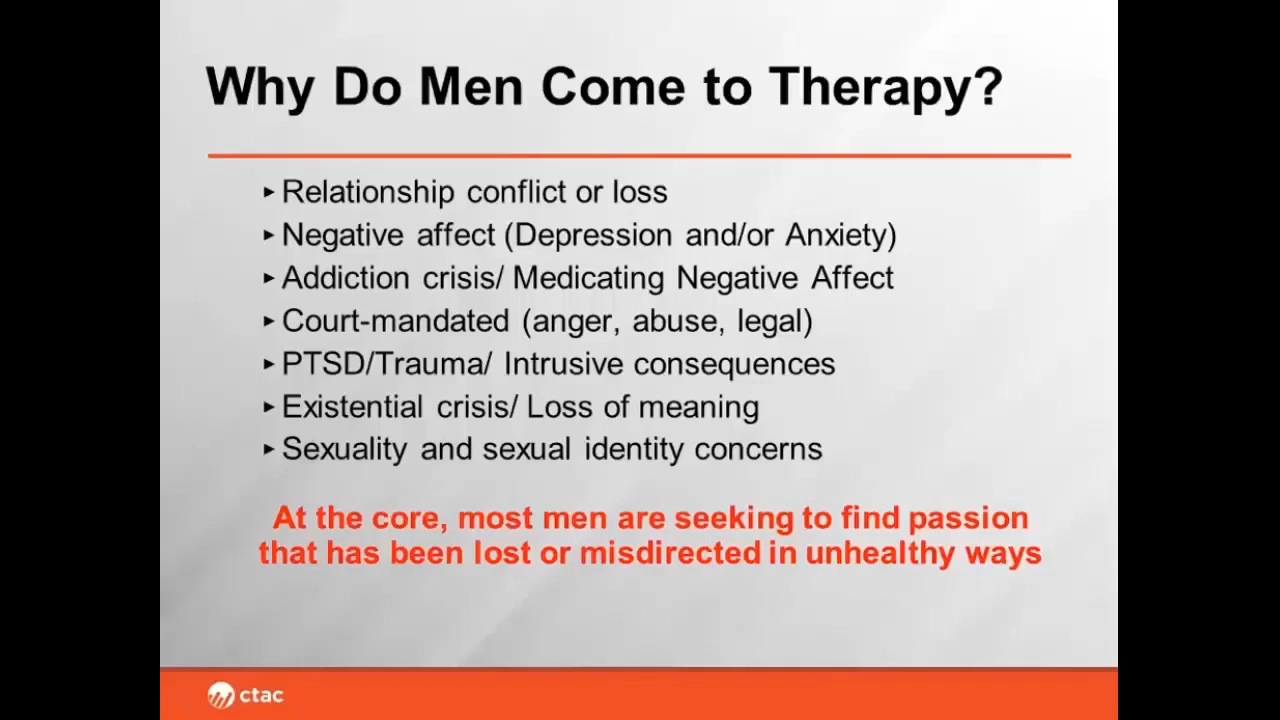 Why Do Men Come to Therapy?
▸Relationship conflict or loss
▸Negative affect (Depression and/or Anxiety)
▸Addiction crisis/ Medicating Negative Affect
▸Court-mandated (anger, abuse, legal)
▸PTSD/Trauma/ Intrusive consequences
▸Existential crisis/ Loss of meaning
▸Sexuality and sexual identity concerns
At the core, most men are seeking to find passion
that has been lost or misdirected in unhealthy ways
ctac